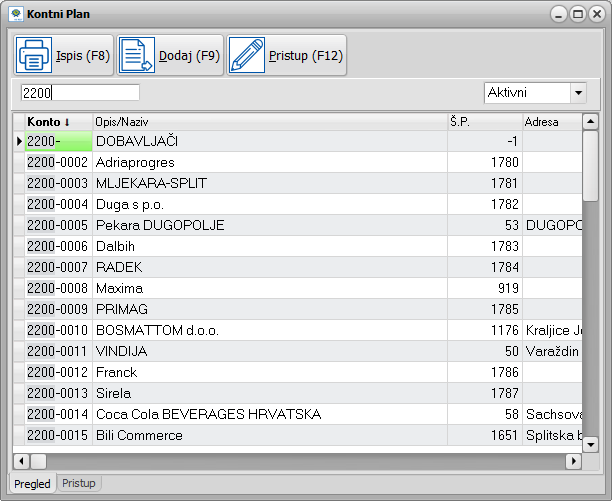 Kontni Plan
Ispis (F8) Dodaj (F9) Pristup (F12)
2200 Aktivni
Konto Opis/Naziv Š.P. Adresa
2200- DOBAVLJAČI -1
2200-0002 Adriaprogres 1780
2200-0003 MLJEKARA-SPLIT 1781
2200-0004 Duga s p.o. 1782
2200-0005 Pekara DUGOPOLJE 53 DUGOPO
2200-0006 Dalbih 1783
2200-0007 RADEK 1784
2200-0008 Maxima 919
2200-0009 PRIMAG 1785
2200-0010 BOSMATTOM d.o.o. 1176 Kraljice Je
2200-0011 VINDIJA 50 Varaždin
2200-0012 Franck 1786
2200-0013 Sirela 1787
2200-0014 Coca Cola BEVERAGES HRVATSKA 58 Sachsova
2200-0015 Bili Commerce 1651 Splitska b
Pregled Pristup